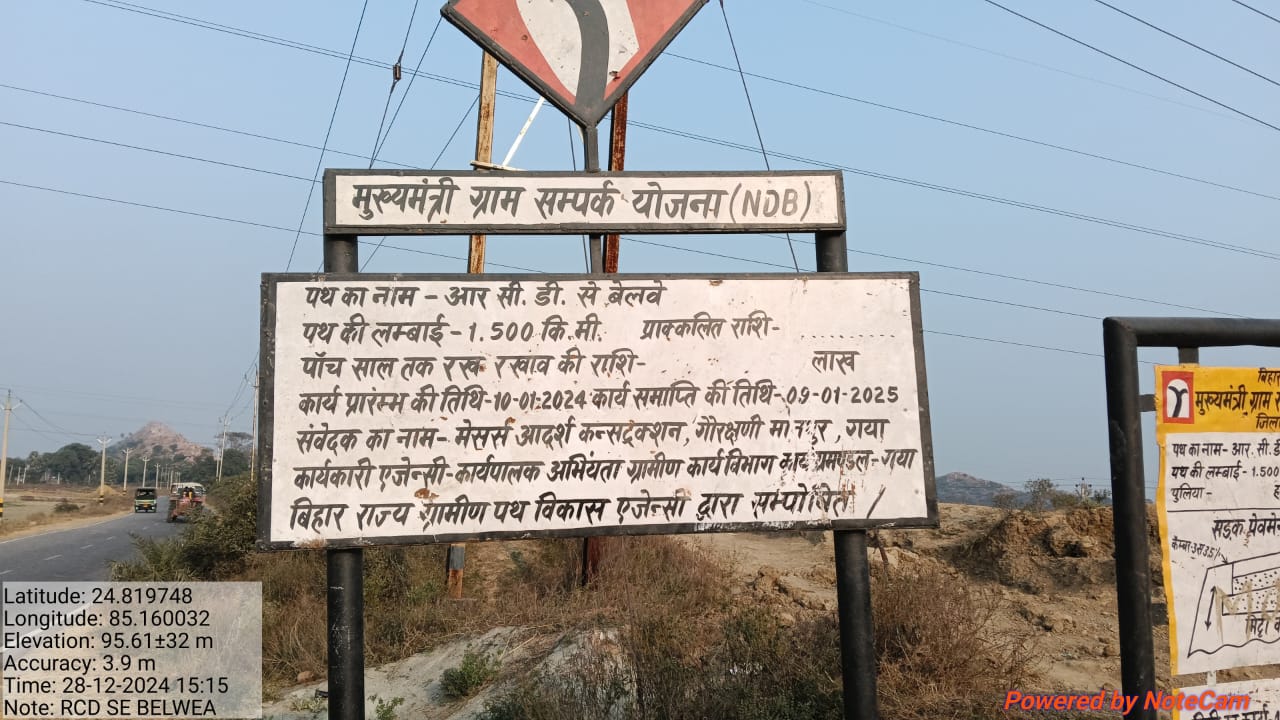 मुख्यमंत्री ग्राम सम्पर्क योजना (NDB)
पथ का नाम - आर सी. डी. से बेलवे
पथ की लम्बाई - 1.500 कि.मी. प्राक्कलित राशि- ..........
पाँच साल तक रख रखाव की राशि- लाख
कार्य प्रारम्भ की तिथि-10-01-2024 कार्य समाप्ति की तिथि-09-01-2025
संवेदक का नाम- मेसर्स आदर्श कन्सट्रक्शन, गौरक्षणी , गया
कार्यकारी एजेन्सी-कार्यपालक अभियंता ग्रामीण कार्य विभाग कार्य प्रमण्डल-गया
बिहार राज्य ग्रामीण पथ विकास एजेन्सी द्वारा सम्पोषित
मुख्यमंत्री ग्राम
पथ का नाम- आर. सी. डी
पथ की लम्बाई - 1.500
पुलिया -
Latitude: 24.819748
Longitude: 85.160032
Elevation: 95.61±32 m
Accuracy: 3.9 m
Time: 28-12-2024 15:15
Note: RCD SE BELWEA
Powered by NoteCam